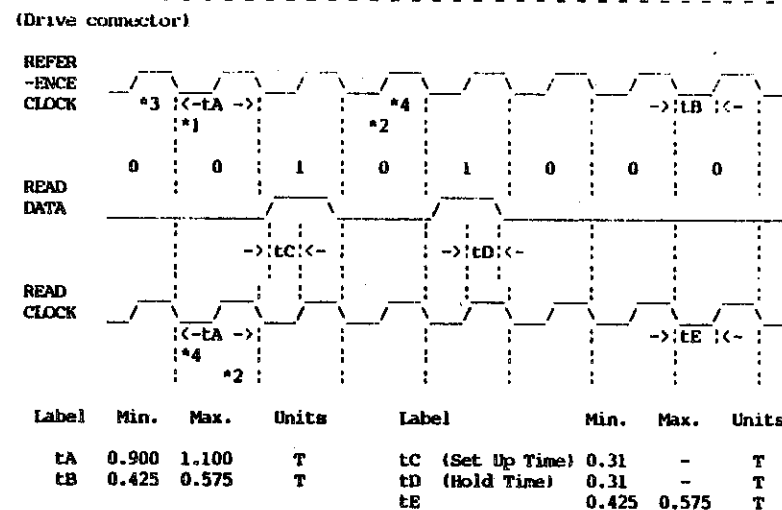 (Drive connector)
REFER
-ENCE
CLOCK
*3 <-tA -> *4 ->tB<-
*1 *2
0 0 1 0 1 0 0 0
READ
DATA
->tC<- ->tD<-
READ
CLOCK
<-tA -> ->tE<-
*4
*2
Label Min. Max. Units Label Min. Max. Units
tA 0.900 1.100 T tC (Set Up Time) 0.31 - T
tB 0.425 0.575 T tD (Hold Time) 0.31 - T
tE 0.425 0.575 T